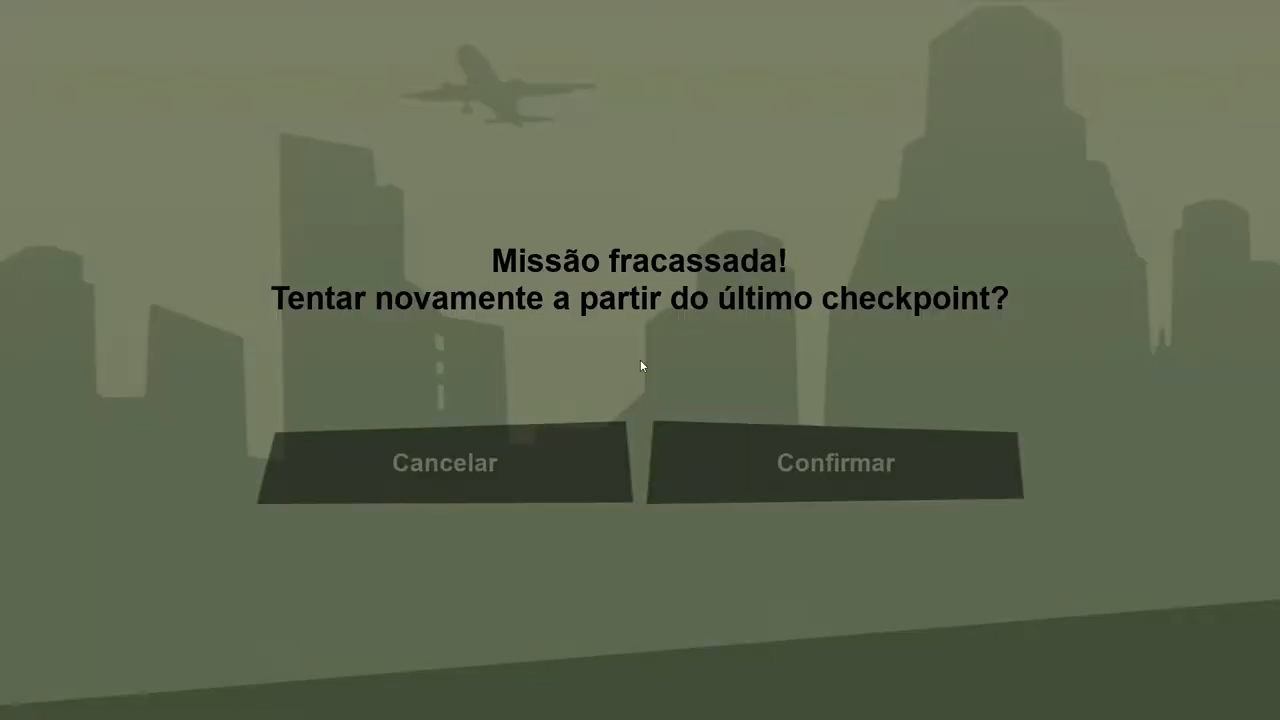 Missão fracassada!
Tentar novamente a partir do último checkpoint?
Cancelar
Confirmar